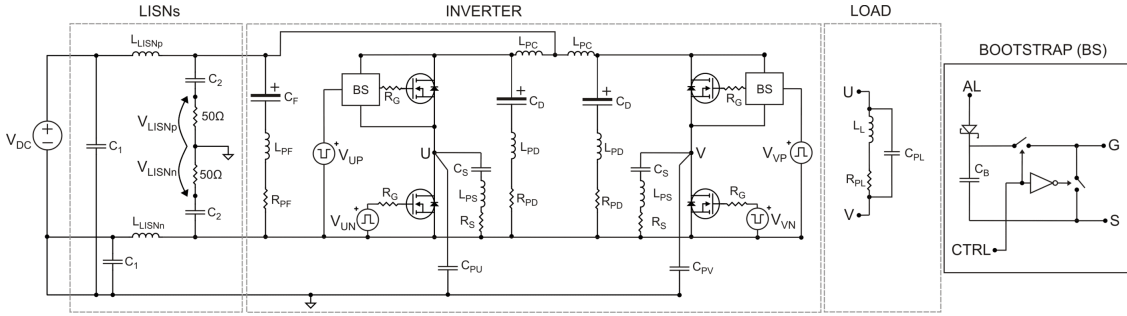 LISNs
INVERTER
LOAD
BOOTSTRAP (BS)
L_LISNp
C_2
50Ω
V_LISNp
V_LISNn
50Ω
C_2
L_LISNn
C_1
C_1
V_DC
+
C_F
L_PF
R_PF
BS
R_G
V_UP
+
U
V_UN
+
R_G
C_S
L_PS
R_S
C_PU
L_PC
L_PC
+
C_D
L_PD
R_PD
+
C_D
L_PD
R_PD
BS
R_G
V_VP
+
V
C_S
L_PS
R_S
R_G
V_VN
+
C_PV
U
L_L
R_PL
C_PL
V
AL
C_B
G
S
CTRL